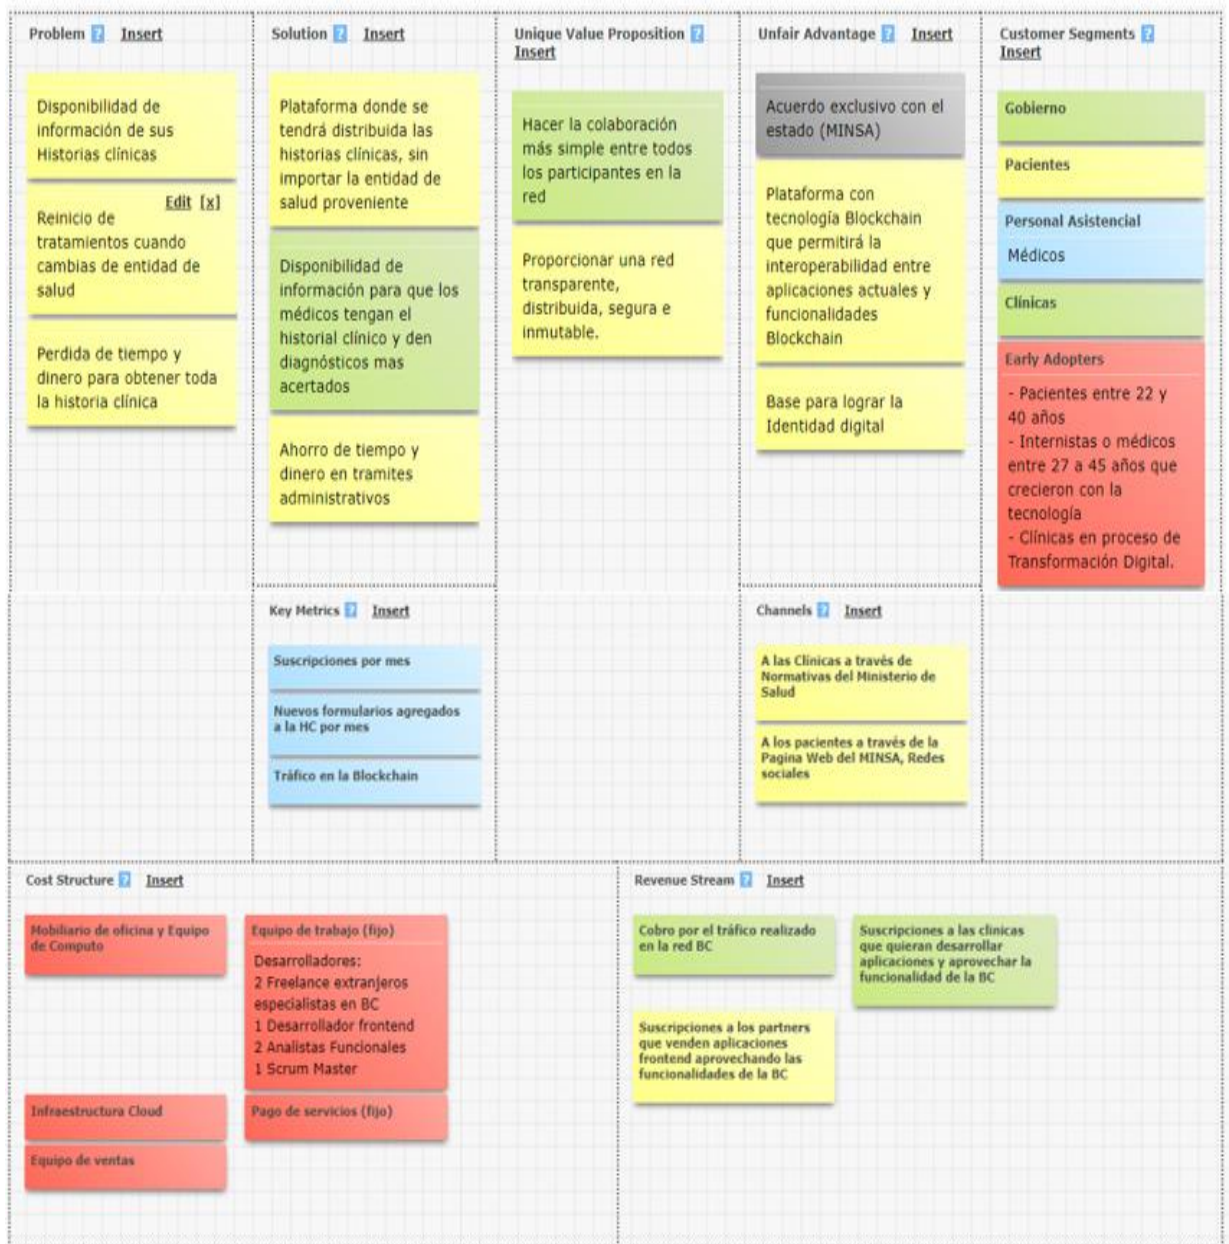 Problem ? Insert
Disponibilidad de
información de sus
Historias clínicas
Edit [x]
Reinicio de
tratamientos cuando
cambias de entidad de
salud
Perdida de tiempo y
dinero para obtener toda
la historia clínica
Solution ? Insert
Plataforma donde se
tendrá distribuida las
historias clínicas, sin
importar la entidad de
salud proveniente
Disponibilidad de
información para que los
médicos tengan el
historial clínico y den
diagnósticos mas
acertados
Ahorro de tiempo y
dinero en tramites
administrativos
Unique Value Proposition ?
Insert
Hacer la colaboración
más simple entre todos
los participantes en la
red
Proporcionar una red
transparente,
distribuida, segura e
inmutable.
Unfair Advantage ? Insert
Acuerdo exclusivo con el
estado (MINSA)
Plataforma con
tecnología Blockchain
que permitirá la
interoperabilidad entre
aplicaciones actuales y
funcionalidades
Blockchain
Base para lograr la
Identidad digital
Customer Segments ?
Insert
Gobierno
Pacientes
Personal Asistencial
Médicos
Clínicas
Early Adopters
- Pacientes entre 22 y
40 años
- Internistas o médicos
entre 27 a 45 años que
crecieron con la
tecnología
- Clínicas en proceso de
Transformación Digital.
Key Metrics ? Insert
Suscripciones por mes
Nuevos formularios agregados
a la HC por mes
Tráfico en la Blockchain
Channels ? Insert
A las Clínicas a través de
Normativas del Ministerio de
Salud
A los pacientes a través de la
Pagina Web del MINSA, Redes
sociales
Cost Structure ? Insert
Mobiliario de oficina y Equipo
de Computo
Equipo de trabajo (fijo)
Desarrolladores:
2 Freelance extranjeros
especialistas en BC
1 Desarrollador frontend
2 Analistas Funcionales
1 Scrum Master
Infraestructura Cloud
Pago de servicios (fijo)
Equipo de ventas
Revenue Stream ? Insert
Cobro por el tráfico realizado
en la red BC
Suscripciones a las clinicas
que quieran desarrollar
aplicaciones y aprovechar la
funcionalidad de la BC
Suscripciones a los partners
que venden aplicaciones
frontend aprovechando las
funcionalidades de la BC